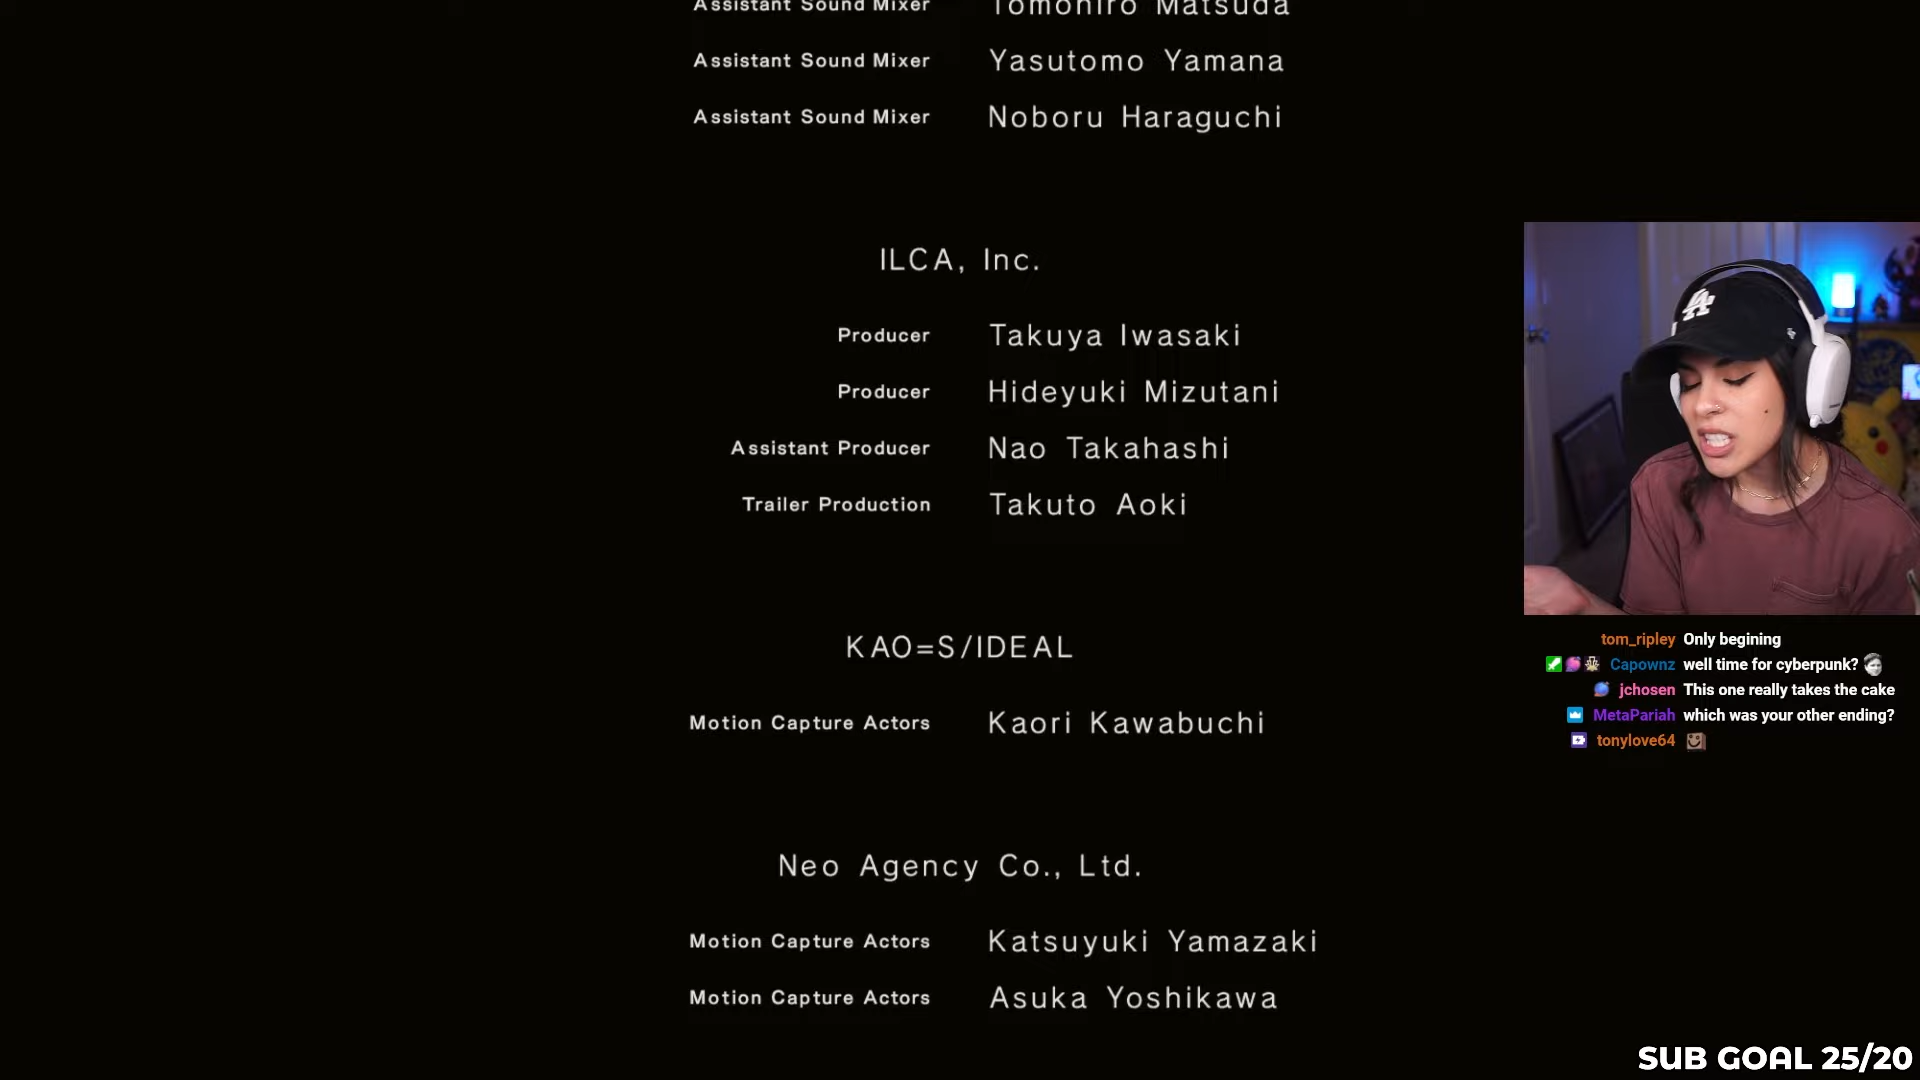 Assistant Sound Mixer Tomohiro Matsuda
Assistant Sound Mixer Yasutomo Yamana
Assistant Sound Mixer Noboru Haraguchi
ILCA, Inc.
Producer Takuya Iwasaki
Producer Hideyuki Mizutani
Assistant Producer Nao Takahashi
Trailer Production Takuto Aoki
KAO=S/IDEAL
Motion Capture Actors Kaori Kawabuchi
Neo Agency Co., Ltd.
Motion Capture Actors Katsuyuki Yamazaki
Motion Capture Actors Asuka Yoshikawa
LA
tom_ripley Only begining
Capownz well time for cyberpunk?
jchosen This one really takes the cake
MetaPariah which was your other ending?
tonylove64
SUB GOAL 25/20